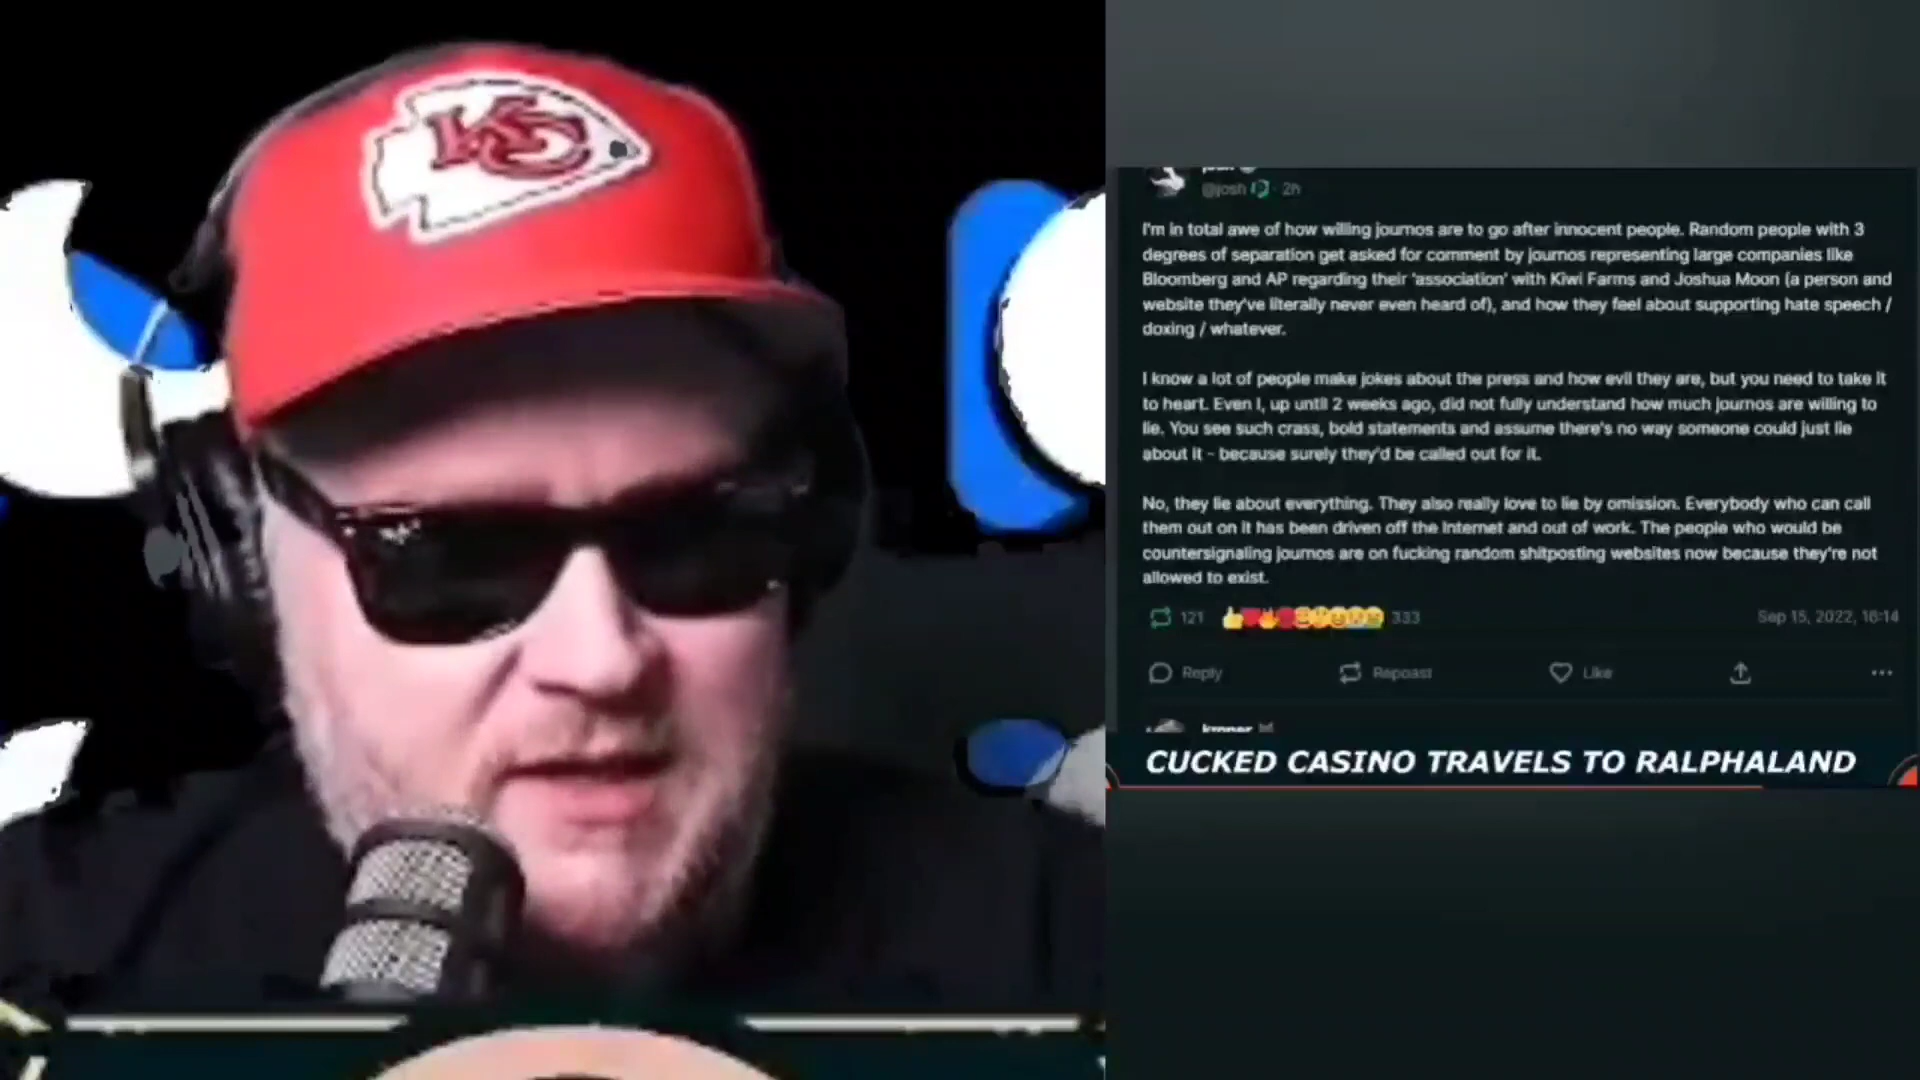 KC
@josh · 2h
I'm in total awe of how willing journos are to go after innocent people. Random people with 3
degrees of separation get asked for comment by journos representing large companies like
Bloomberg and AP regarding their 'association' with Kiwi Farms and Joshua Moon (a person and
website they've literally never even heard of), and how they feel about supporting hate speech /
doxing / whatever.
I know a lot of people make jokes about the press and how evil they are, but you need to take it
to heart. Even I, up until 2 weeks ago, did not fully understand how much journos are willing to
lie. You see such crass, bold statements and assume there's no way someone could just lie
about it - because surely they'd be called out for it.
No, they lie about everything. They also really love to lie by omission. Everybody who can call
them out on it has been driven off the Internet and out of work. The people who would be
countersignaling journos are on fucking random shitposting websites now because they're not
allowed to exist.
121 333 Sep 15, 2022, 16:14
Reply Repoast Like ...
CUCKED CASINO TRAVELS TO RALPHALAND